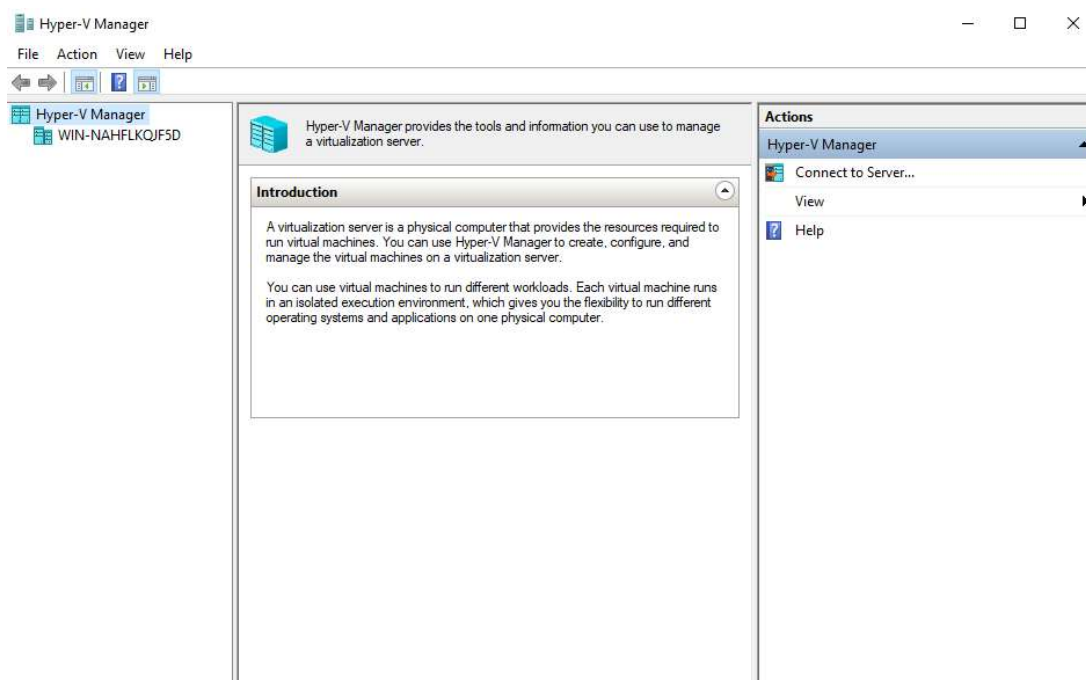 Hyper-V Manager
File Action View Help
Hyper-V Manager
WIN-NAHFLKQJF5D
Hyper-V Manager provides the tools and information you can use to manage
a virtualization server.
Introduction
A virtualization server is a physical computer that provides the resources required to
run virtual machines. You can use Hyper-V Manager to create, configure, and
manage the virtual machines on a virtualization server.
You can use virtual machines to run different workloads. Each virtual machine runs
in an isolated execution environment, which gives you the flexibility to run different
operating systems and applications on one physical computer.
Actions
Hyper-V Manager
Connect to Server...
View
Help